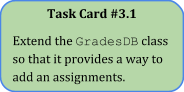 Task Card #3.1
Extend the GradesDB class
so that it provides a way to
add an assignments.